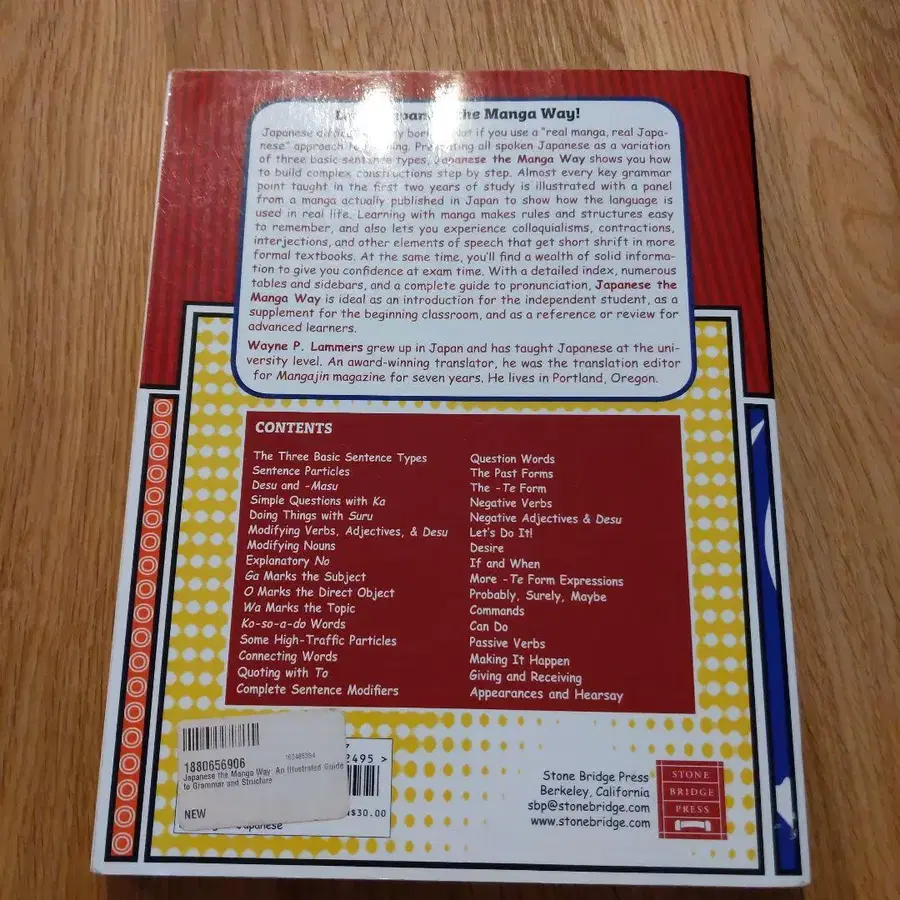 the Manga Way!
Japanese if you use a "real manga, real Japa-
nese" approach Presenting all spoken Japanese as a variation
of three basic sentence types, Japanese the Manga Way shows you how
to build complex constructions step by step. Almost every key grammar
point taught in the first two years of study is illustrated with a panel
from a manga actually published in Japan to show how the language is
used in real life. Learning with manga makes rules and structures easy
to remember, and also lets you experience colloquialisms, contractions,
interjections, and other elements of speech that get short shrift in more
formal textbooks. At the same time, you'll find a wealth of solid informa-
tion to give you confidence at exam time. With a detailed index, numerous
tables and sidebars, and a complete guide to pronunciation, Japanese the
Manga Way is ideal as an introduction for the independent student, as a
supplement for the beginning classroom, and as a reference or review for
advanced learners.
Wayne P. Lammers grew up in Japan and has taught Japanese at the uni-
versity level. An award-winning translator, he was the translation editor
for Mangajin magazine for seven years. He lives in Portland, Oregon.
CONTENTS
The Three Basic Sentence Types
Sentence Particles
Desu and -Masu
Simple Questions with Ka
Doing Things with Suru
Modifying Verbs, Adjectives, & Desu
Modifying Nouns
Explanatory No
Ga Marks the Subject
O Marks the Direct Object
Wa Marks the Topic
Ko-so-a-do Words
Some High-Traffic Particles
Connecting Words
Quoting with To
Complete Sentence Modifiers
Question Words
The Past Forms
The -Te Form
Negative Verbs
Negative Adjectives & Desu
Let's Do It!
Desire
If and When
More -Te Form Expressions
Probably, Surely, Maybe
Commands
Can Do
Passive Verbs
Making It Happen
Giving and Receiving
Appearances and Hearsay
1880656906
Japanese the Manga Way: An Illustrated Guide
to Grammar and Structure
NEW
2495 >
$30.00
Japanese
Stone Bridge Press
Berkeley, California
sbp@stonebridge.com
www.stonebridge.com
STONE
BRIDGE
PRESS